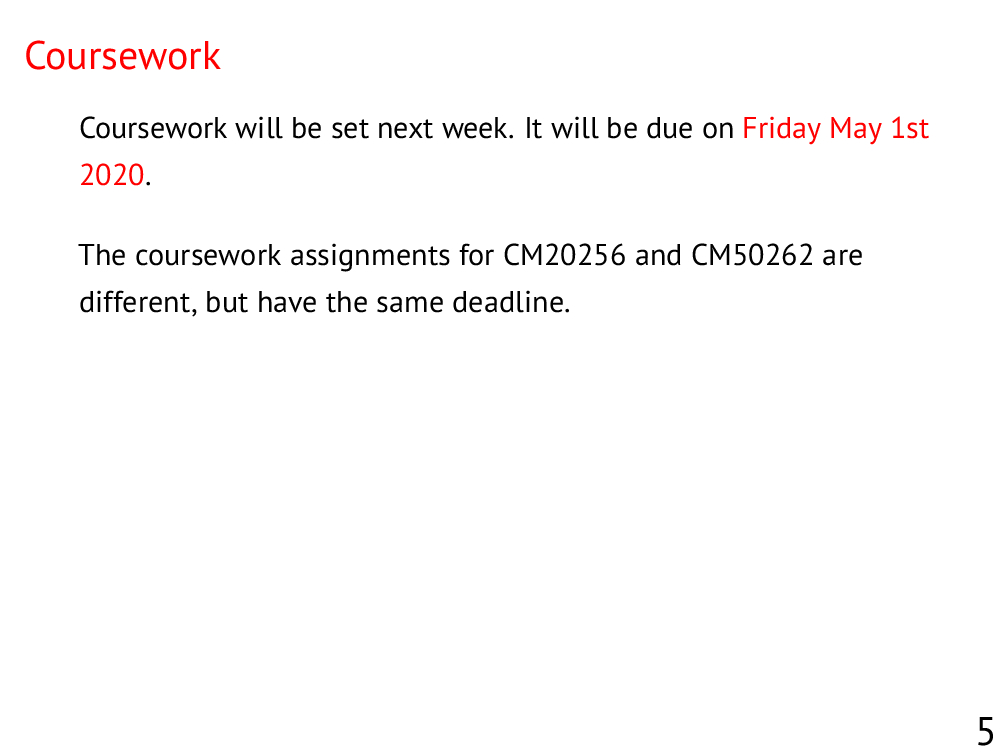 Coursework
Coursework will be set next week. It will be due on Friday May 1st
2020.
The coursework assignments for CM20256 and CM50262 are
different, but have the same deadline.
5